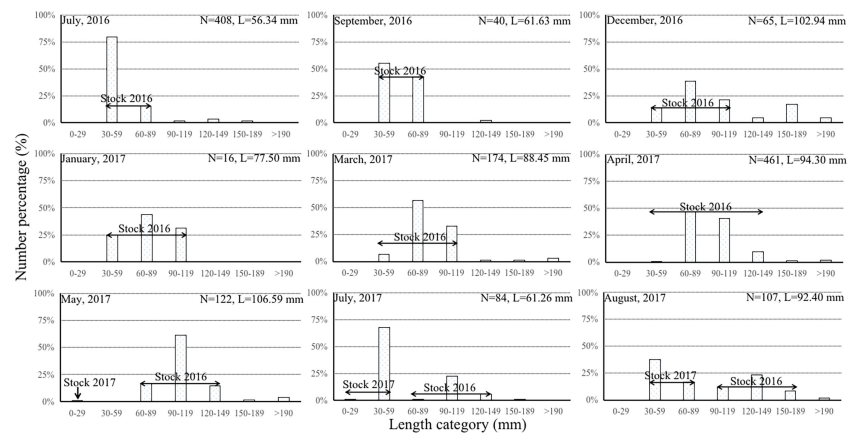 July, 2016 N=408, L=56.34 mm
100%
75%
50%
25%
0%
Stock 2016
0-29 30-59 60-89 90-119 120-149 150-189 >190
September, 2016 N=40, L=61.63 mm
100%
75%
50%
25%
0%
Stock 2016
0-29 30-59 60-89 90-119 120-149 150-189 >190
December, 2016 N=65, L=102.94 mm
100%
75%
50%
25%
0%
Stock 2016
0-29 30-59 60-89 90-119 120-149 150-189 >190
January, 2017 N=16, L=77.50 mm
100%
75%
50%
25%
0%
Stock 2016
0-29 30-59 60-89 90-119 120-149 150-189 >190
March, 2017 N=174, L=88.45 mm
100%
75%
50%
25%
0%
Stock 2016
0-29 30-59 60-89 90-119 120-149 150-189 >190
April, 2017 N=461, L=94.30 mm
100%
75%
50%
25%
0%
Stock 2016
0-29 30-59 60-89 90-119 120-149 150-189 >190
May, 2017 N=122, L=106.59 mm
100%
75%
50%
25%
0%
Stock 2017
Stock 2016
0-29 30-59 60-89 90-119 120-149 150-189 >190
July, 2017 N=84, L=61.26 mm
100%
75%
50%
25%
0%
Stock 2017 Stock 2016
0-29 30-59 60-89 90-119 120-149 150-189 >190
August, 2017 N=107, L=92.40 mm
100%
75%
50%
25%
0%
Stock 2017 Stock 2016
0-29 30-59 60-89 90-119 120-149 150-189 >190
Number percentage (%)
Length category (mm)